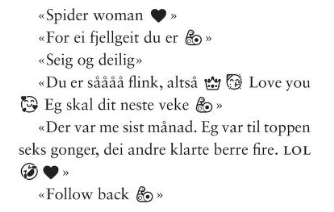 «Spider woman 🖤 »
«For ei fjellgeit du er 💪 »
«Seig og deilig»
«Du er såååå flink, altså 👑 🥰 Love you
🥰 Eg skal dit neste veke 💪 »
«Der var me sist månad. Eg var til toppen
seks gonger, dei andre klarte berre fire. LOL
🤣 🖤 »
«Follow back 💪 »